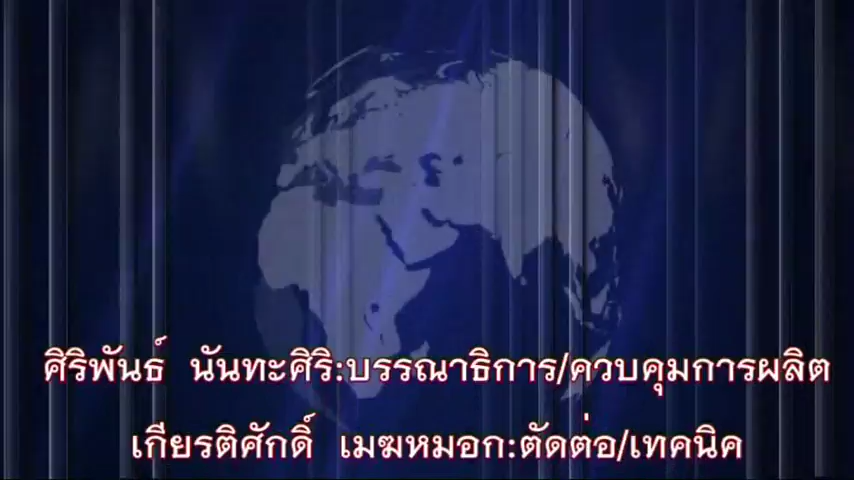 ศิริพันธ์ นันทะศิริ:บรรณาธิการ/ควบคุมการผลิต
เกียรติศักดิ์ เมฆหมอก:ตัดต่อ/เทคนิค